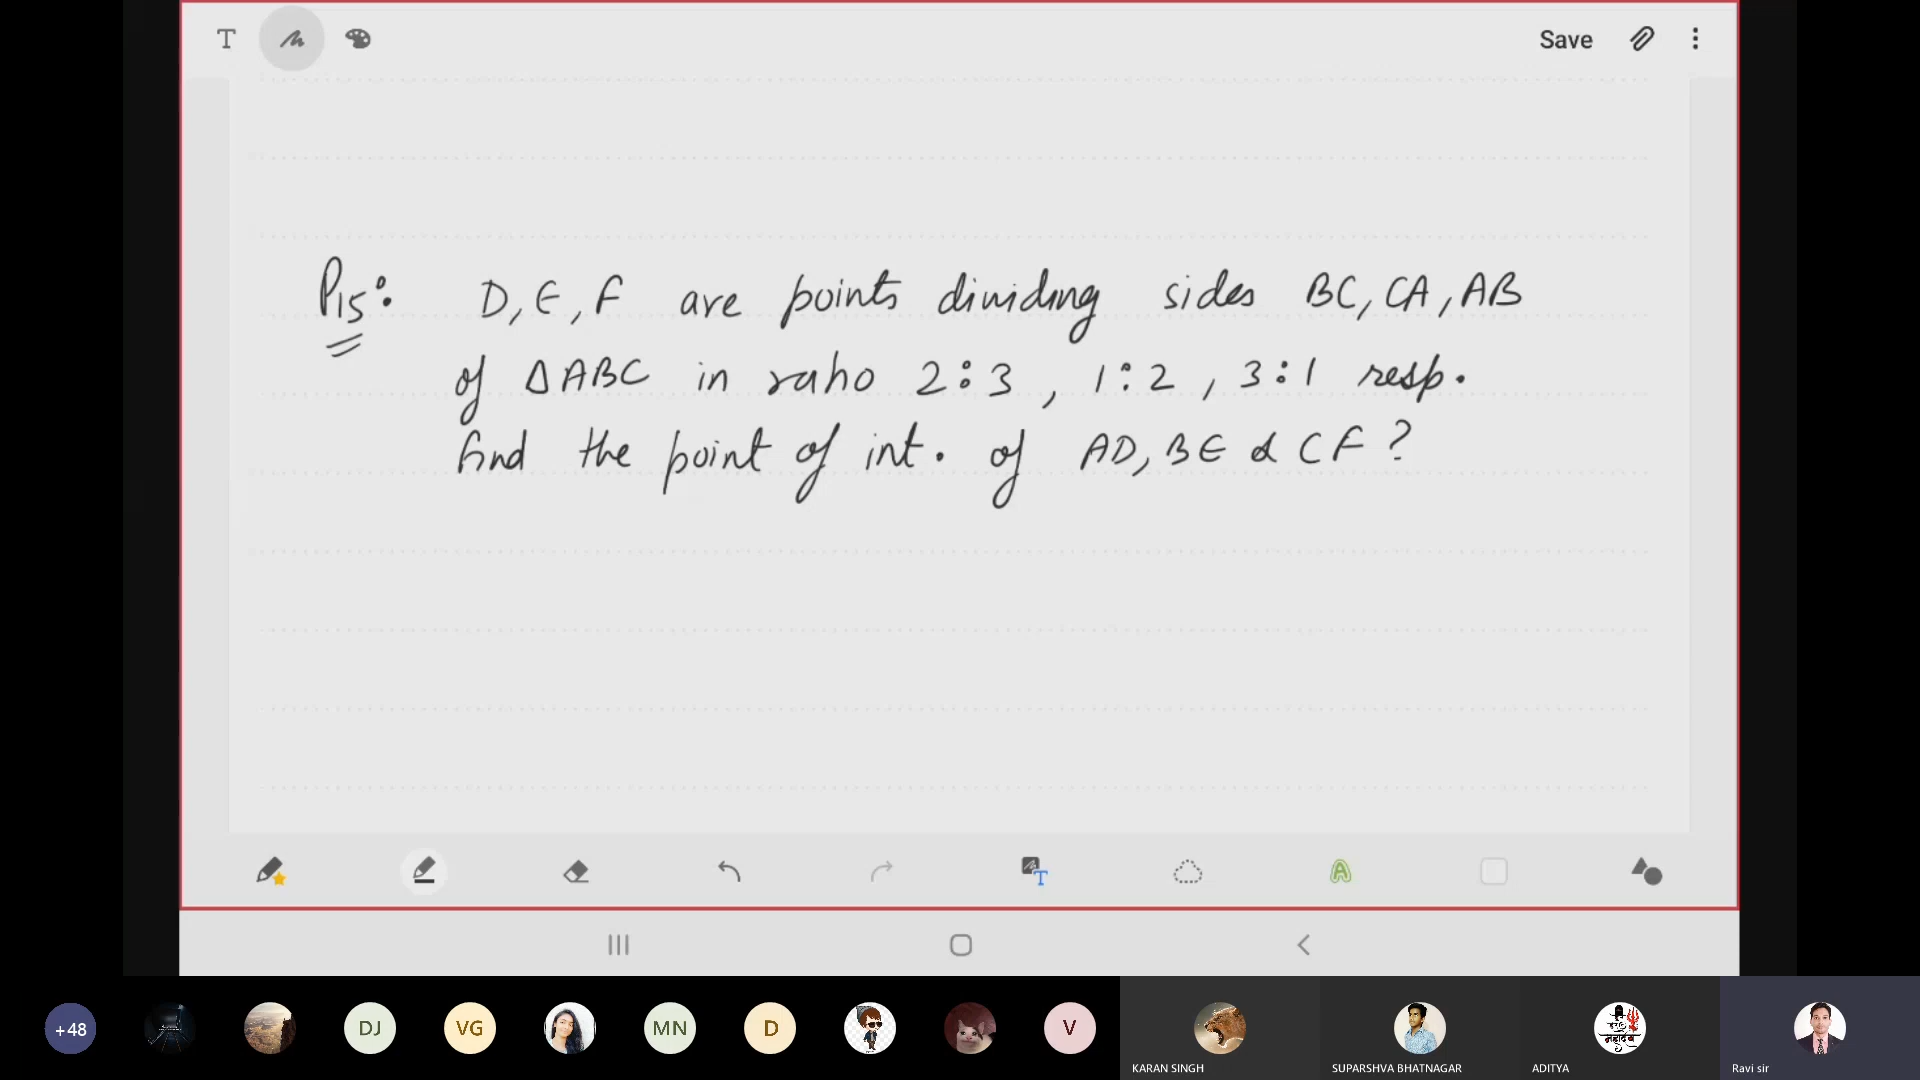 T
Save
P15: D, E, F are points dividing sides BC, CA, AB
of ΔABC in ratio 2:3, 1:2, 3:1 resp.
find the point of int. of AD, BE & CF?
T
A
+48
DJ
VG
MN
D
V
KARAN SINGH
SUPARSHVA BHATNAGAR
ADITYA
Ravi sir